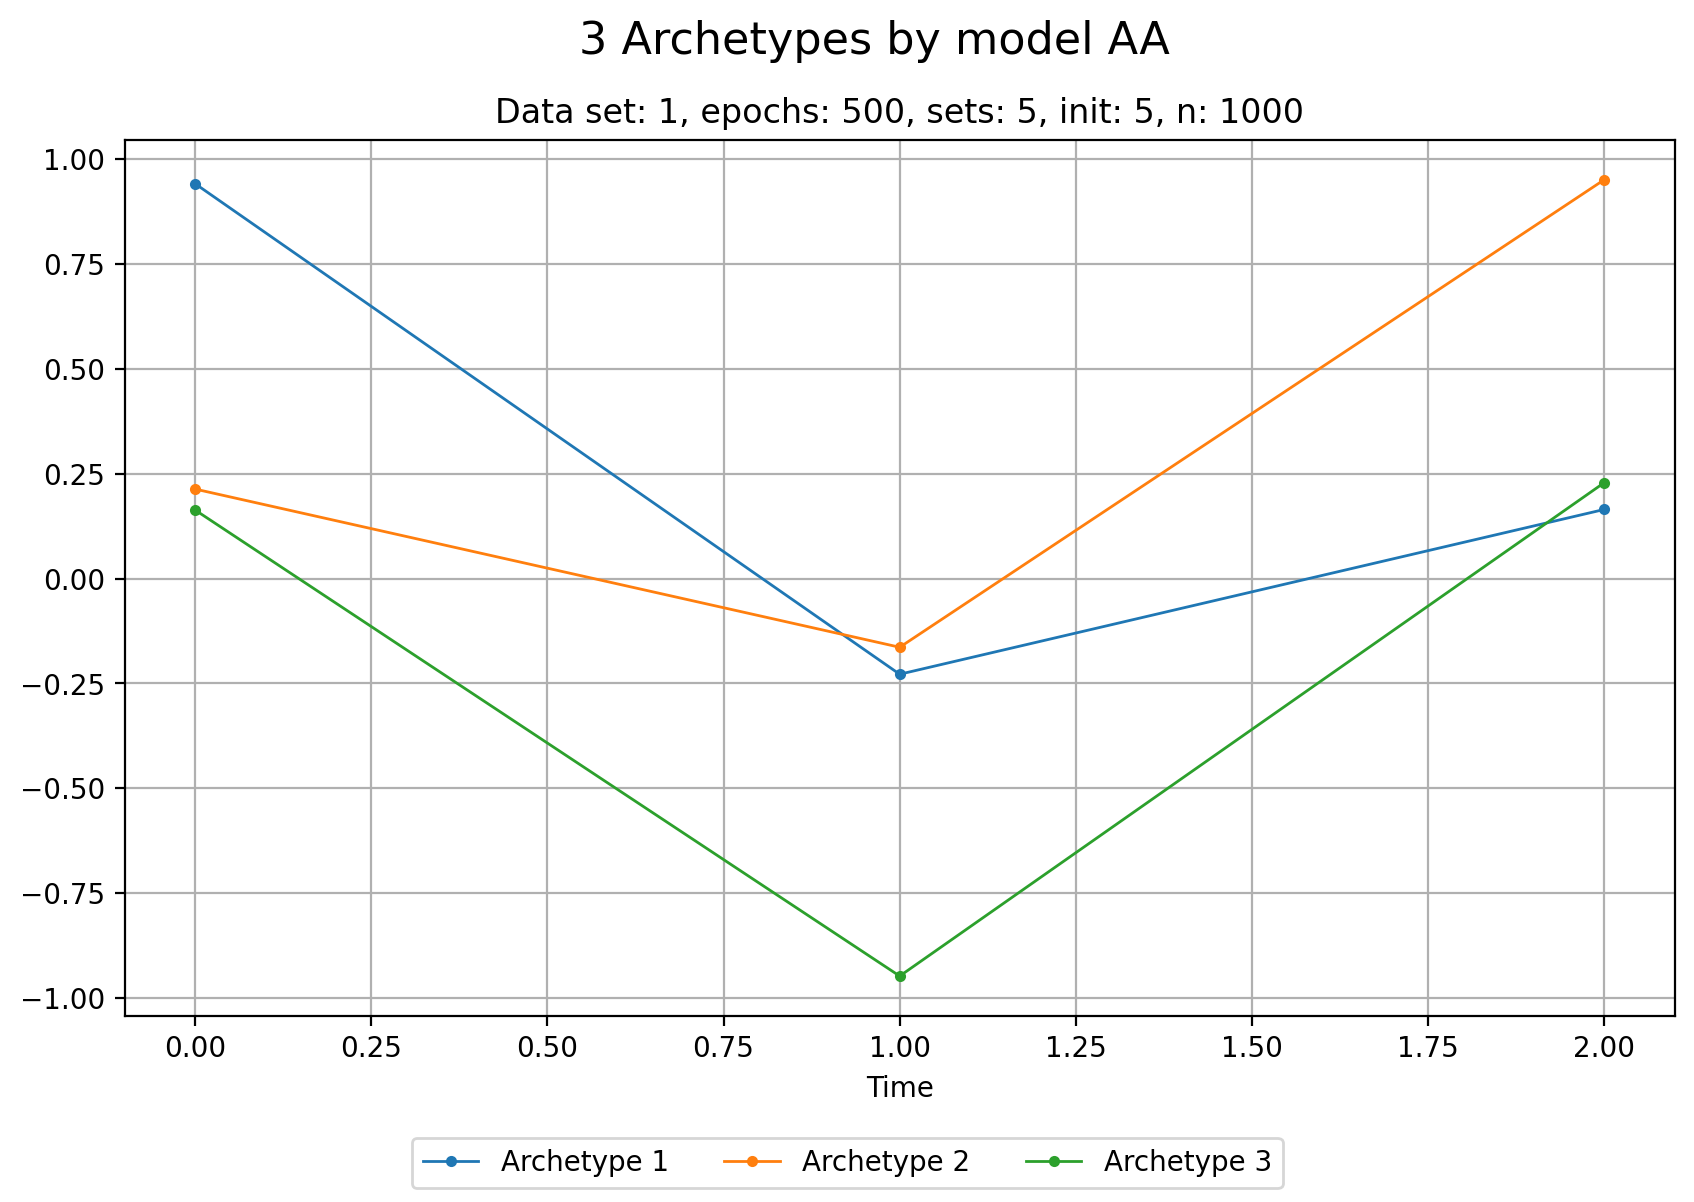 3 Archetypes by model AA
Data set: 1, epochs: 500, sets: 5, init: 5, n: 1000
1.00
0.75
0.50
0.25
0.00
−0.25
−0.50
−0.75
−1.00
0.00 0.25 0.50 0.75 1.00 1.25 1.50 1.75 2.00
Time
Archetype 1 Archetype 2 Archetype 3